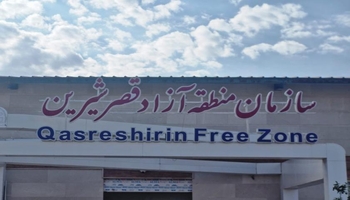 سازمان منطقه آزاد قصرشیرین
Qasreshirin Free Zone